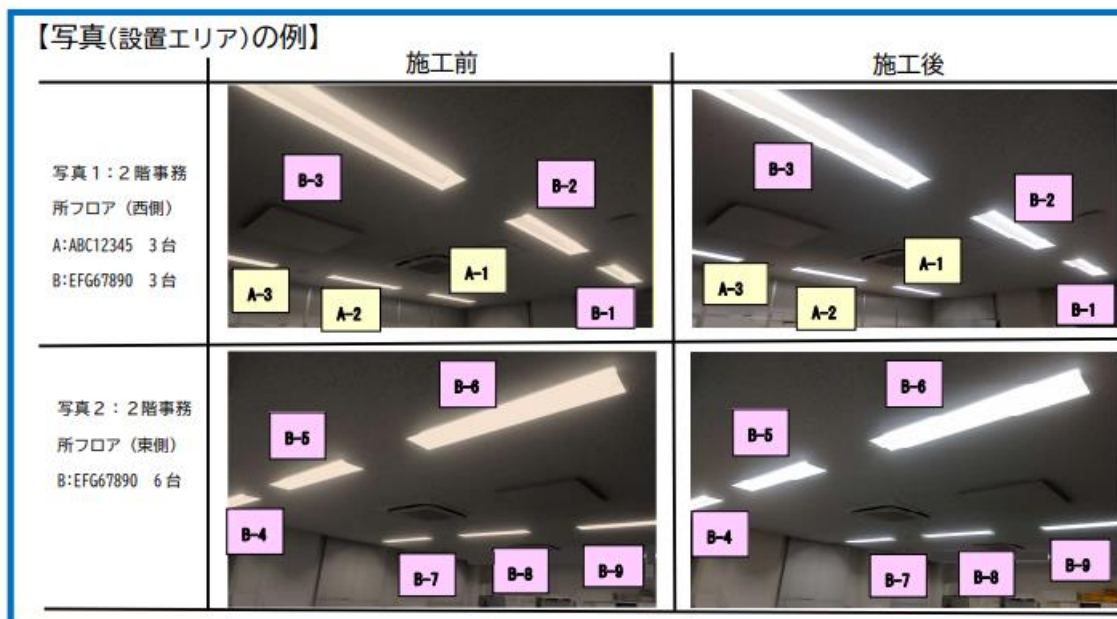 【写真(設置エリア)の例】
施工前
施工後
写真1：2階事務
所フロア（西側）
A:ABC12345 3台
B:EFG67890 3台
B-3
B-2
A-1
A-3
A-2
B-1
B-3
B-2
A-1
A-3
A-2
B-1
写真2：2階事務
所フロア（東側）
B:EFG67890 6台
B-6
B-5
B-4
B-7
B-8
B-9
B-6
B-5
B-4
B-7
B-8
B-9